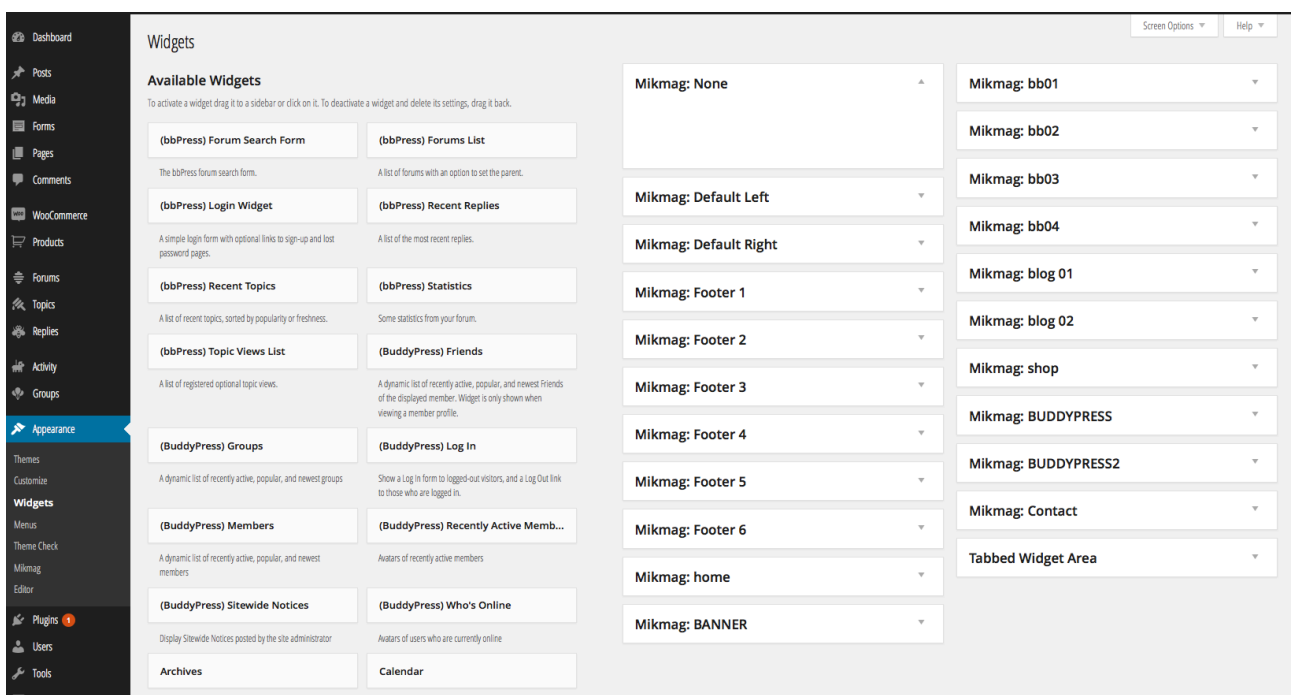 Dashboard
Posts
Media
Forms
Pages
Comments
WooCommerce
Products
Forums
Topics
Replies
Activity
Groups
Appearance
Themes
Customize
Widgets
Menus
Theme Check
Mikmag
Editor
Plugins 1
Users
Tools
Screen Options
Help
Widgets
Available Widgets
To activate a widget drag it to a sidebar or click on it. To deactivate a widget and delete its settings, drag it back.
(bbPress) Forum Search Form
The bbPress forum search form.
(bbPress) Forums List
A list of forums with an option to set the parent.
(bbPress) Login Widget
A simple login form with optional links to sign-up and lost
password pages.
(bbPress) Recent Replies
A list of the most recent replies.
(bbPress) Recent Topics
A list of recent topics, sorted by popularity or freshness.
(bbPress) Statistics
Some statistics from your forum.
(bbPress) Topic Views List
A list of registered optional topic views.
(BuddyPress) Friends
A dynamic list of recently active, popular, and newest Friends
of the displayed member. Widget is only shown when
viewing a member profile.
(BuddyPress) Groups
A dynamic list of recently active, popular, and newest groups
(BuddyPress) Log In
Show a Log In form to logged-out visitors, and a Log Out link
to those who are logged in.
(BuddyPress) Members
A dynamic list of recently active, popular, and newest
members
(BuddyPress) Recently Active Memb...
Avatars of recently active members
(BuddyPress) Sitewide Notices
Display Sitewide Notices posted by the site administrator
(BuddyPress) Who's Online
Avatars of users who are currently online
Archives
Calendar
Mikmag: None
Mikmag: Default Left
Mikmag: Default Right
Mikmag: Footer 1
Mikmag: Footer 2
Mikmag: Footer 3
Mikmag: Footer 4
Mikmag: Footer 5
Mikmag: Footer 6
Mikmag: home
Mikmag: BANNER
Mikmag: bb01
Mikmag: bb02
Mikmag: bb03
Mikmag: bb04
Mikmag: blog 01
Mikmag: blog 02
Mikmag: shop
Mikmag: BUDDYPRESS
Mikmag: BUDDYPRESS2
Mikmag: Contact
Tabbed Widget Area